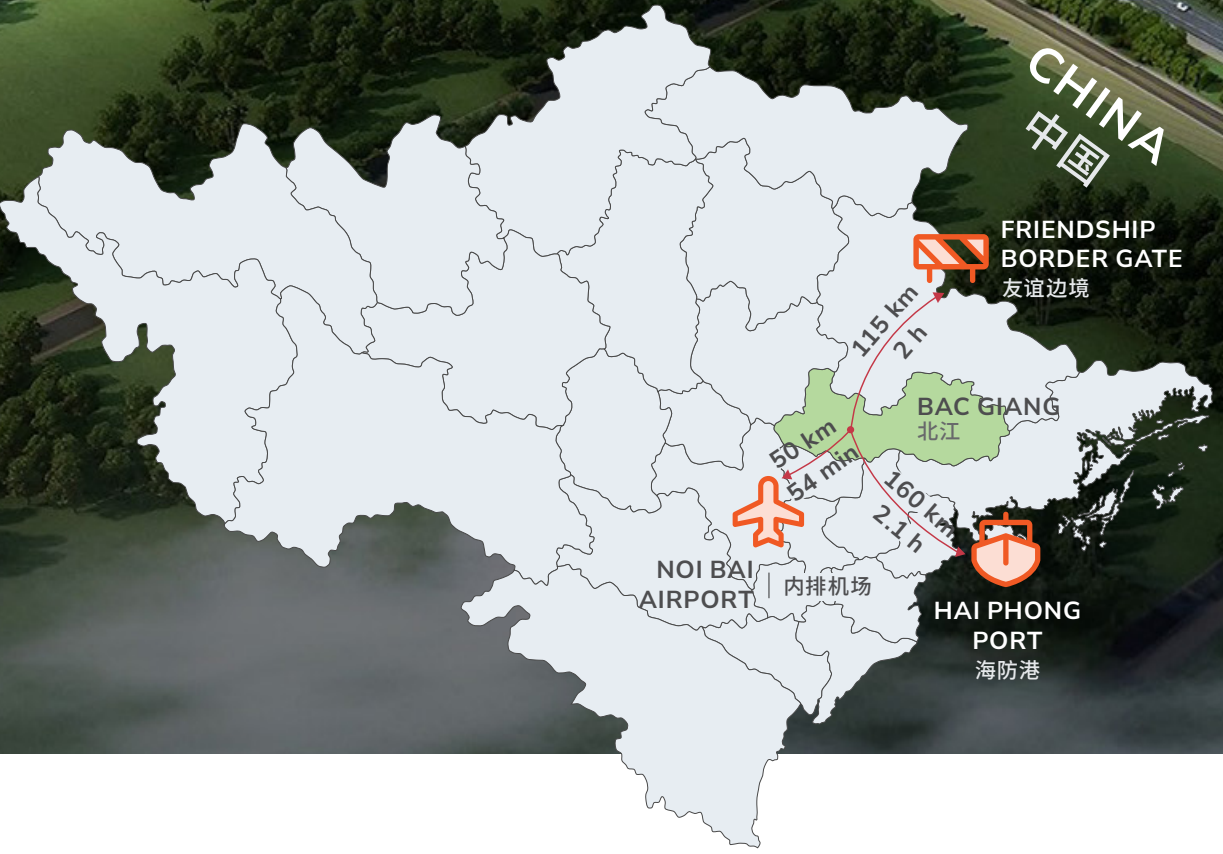 CHINA
中国
FRIENDSHIP
BORDER GATE
友谊边境
115 km
2 h
BAC GIANG
北江
50 km
54 min
160 km
2.1 h
NOI BAI
AIRPORT
内排机场
HAI PHONG
PORT
海防港